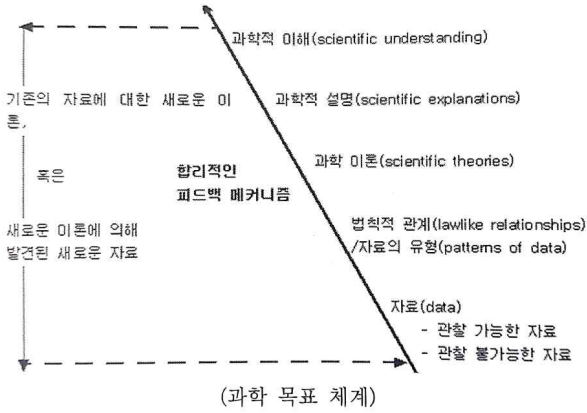 과학적 이해(scientific understanding)
기존의 자료에 대한 새로운 이
론,
과학적 설명(scientific explanations)
과학 이론(scientific theories)
혹은
합리적인
피드백 메커니즘
새로운 이론에 의해
발견된 새로운 자료
법칙적 관계(lawlike relationships)
/자료의 유형(patterns of data)
자료(data)
- 관찰 가능한 자료
- 관찰 불가능한 자료
(과학 목표 체계)